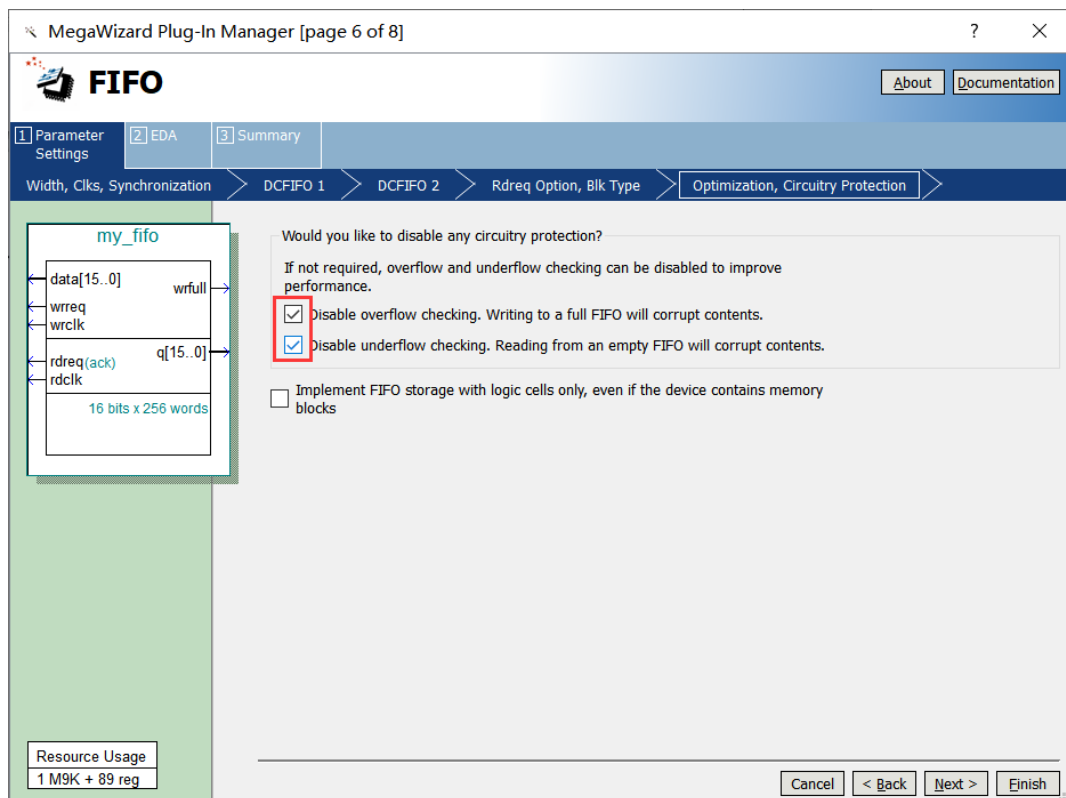 MegaWizard Plug-In Manager [page 6 of 8]
?
FIFO
About
Documentation
1 Parameter Settings
2 EDA
3 Summary
Width, Clks, Synchronization
DCFIFO 1
DCFIFO 2
Rdreq Option, Blk Type
Optimization, Circuitry Protection
my_fifo
data[15..0]
wrfull
wrreq
wrclk
q[15..0]
rdreq(ack)
rdclk
16 bits x 256 words
Would you like to disable any circuitry protection?
If not required, overflow and underflow checking can be disabled to improve
performance.
Disable overflow checking. Writing to a full FIFO will corrupt contents.
Disable underflow checking. Reading from an empty FIFO will corrupt contents.
Implement FIFO storage with logic cells only, even if the device contains memory
blocks
Resource Usage
1 M9K + 89 reg
Cancel
< Back
Next >
Finish